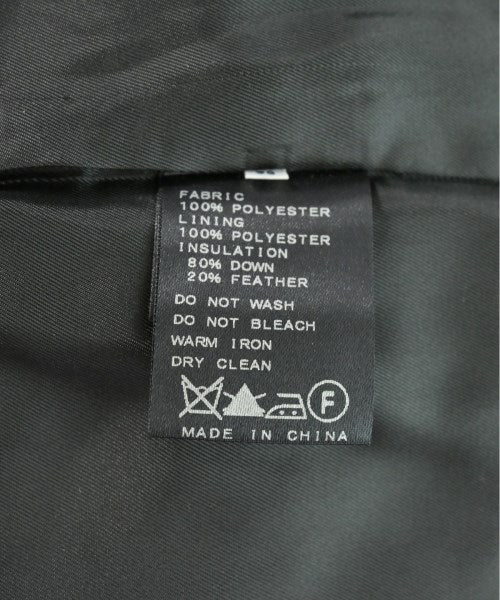 FABRIC
100% POLYESTER
LINING
100% POLYESTER
INSULATION
80% DOWN
20% FEATHER
DO NOT WASH
DO NOT BLEACH
WARM IRON
DRY CLEAN
F
MADE IN CHINA